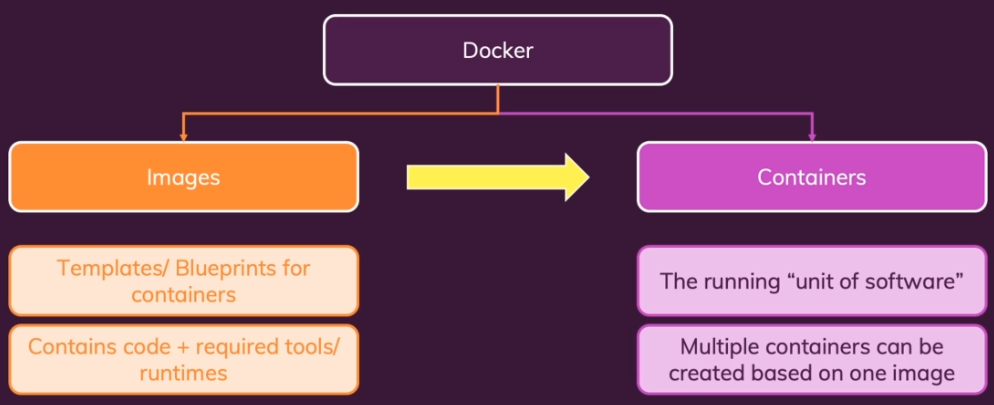 Docker
Images
Containers
Templates/ Blueprints for
containers
Contains code + required tools/
runtimes
The running “unit of software”
Multiple containers can be
created based on one image